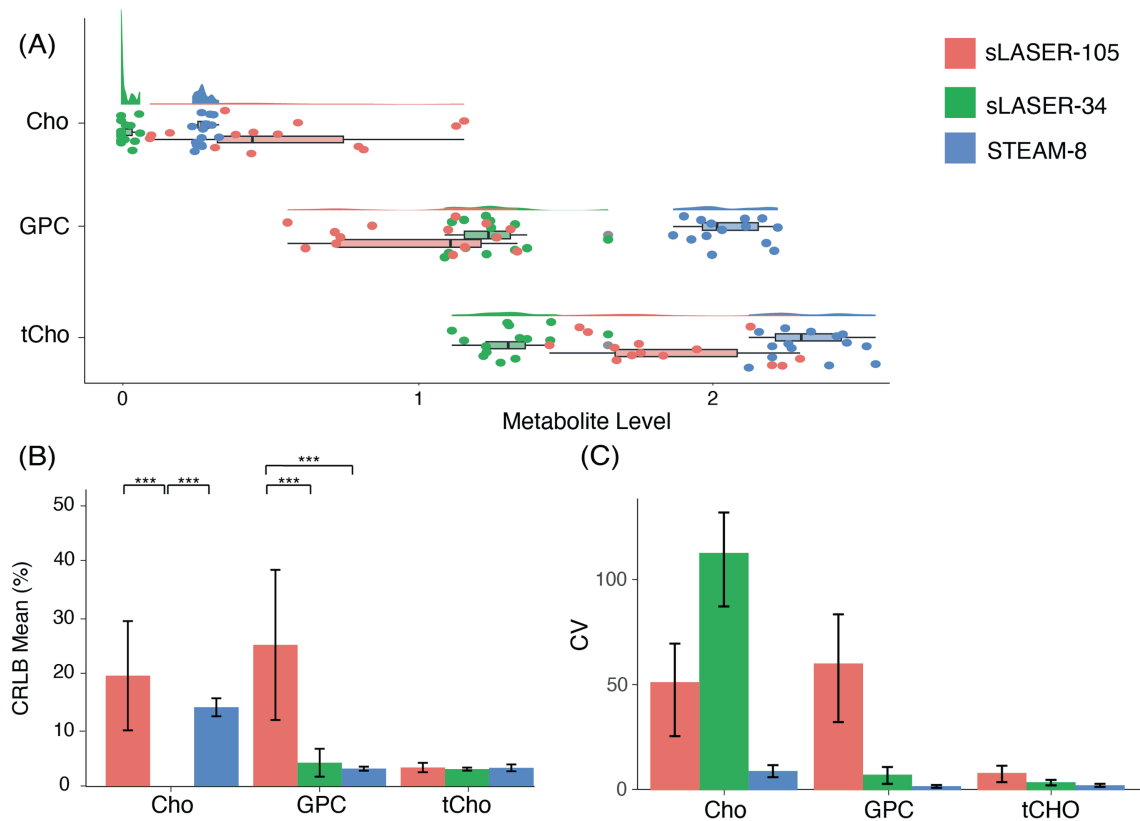 (A)
sLASER-105
sLASER-34
STEAM-8
Cho
GPC
tCho
0 1 2
Metabolite Level
(B)
*** *** *** ***
50
40
30
20
10
0
CRLB Mean (%)
Cho GPC tCho
(C)
100
50
0
CV
Cho GPC tCHO